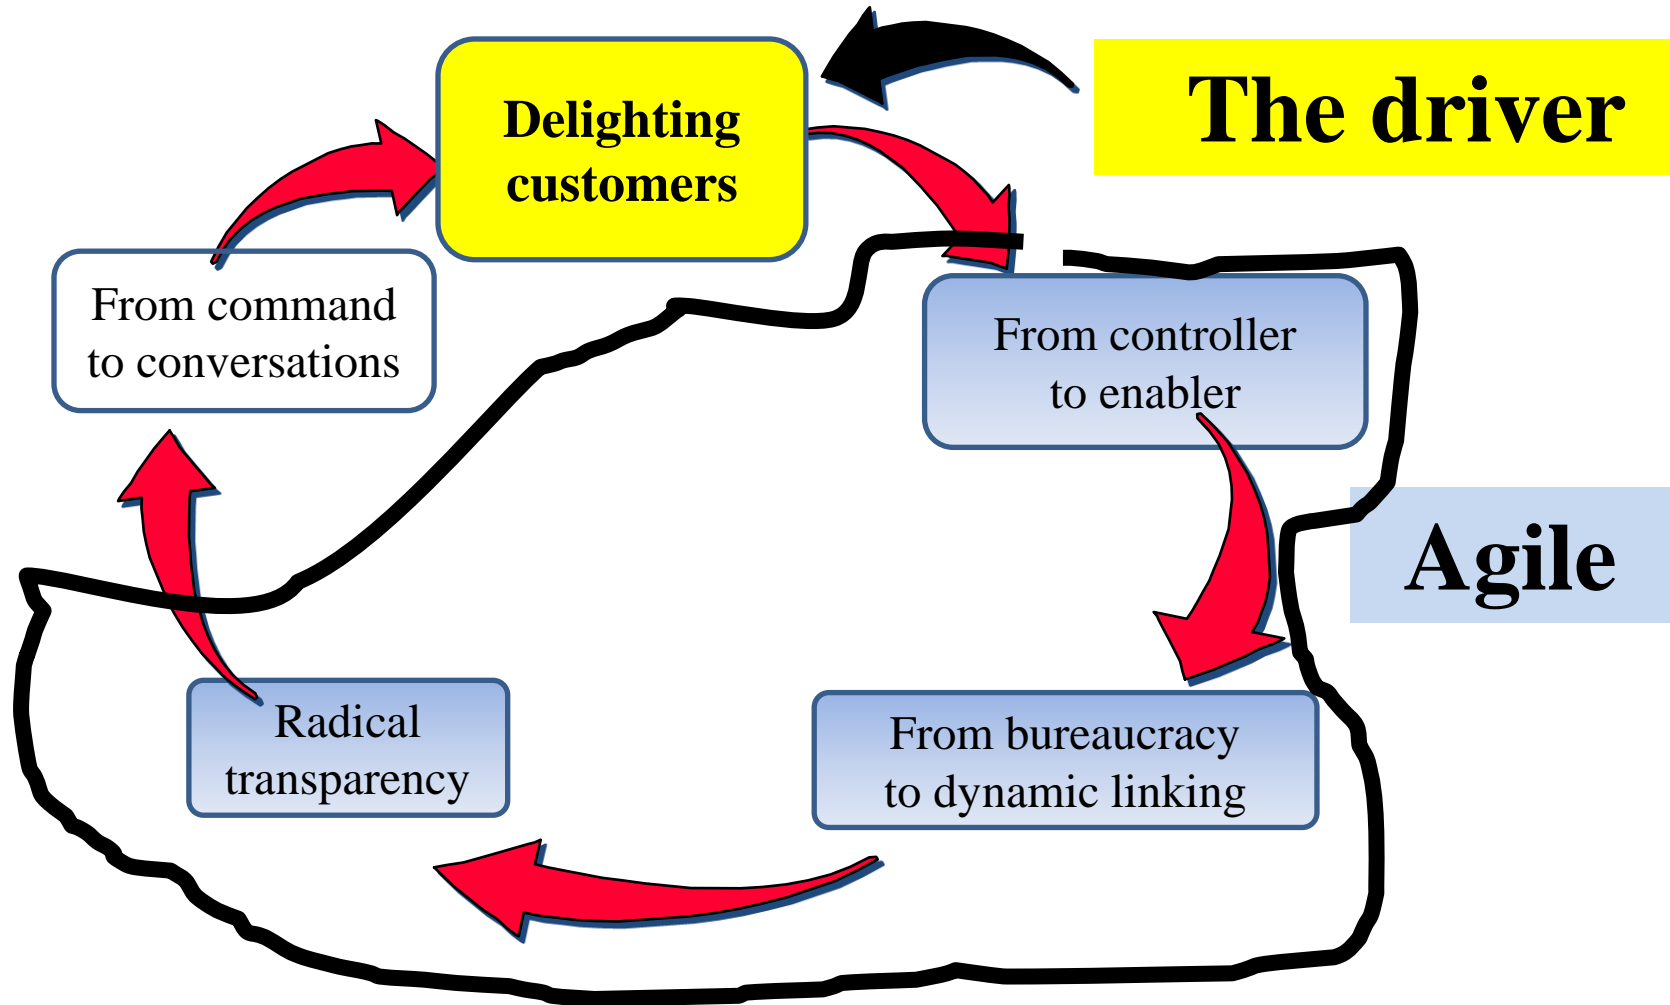 Delighting
customers
The driver
From command
to conversations
From controller
to enabler
Agile
Radical
transparency
From bureaucracy
to dynamic linking